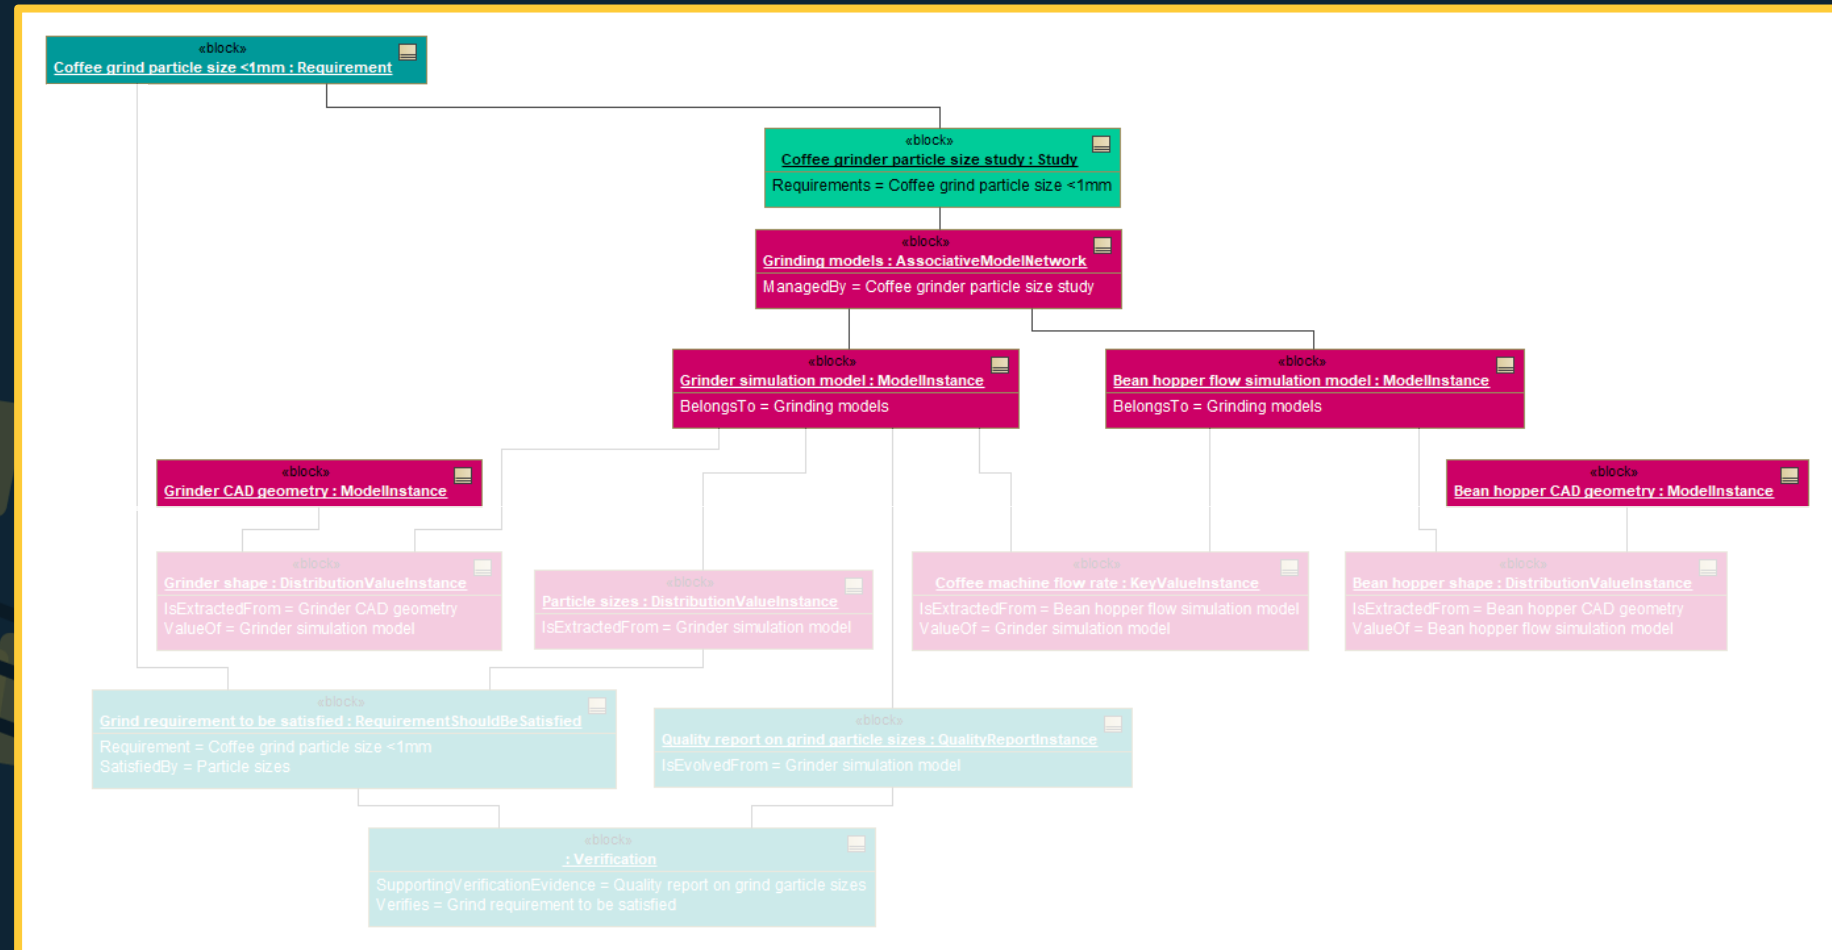 «block»
Coffee grind particle size <1mm : Requirement
«block»
Coffee grinder particle size study : Study
Requirements = Coffee grind particle size <1mm
«block»
Grinding models : AssociativeModelNetwork
ManagedBy = Coffee grinder particle size study
«block»
Grinder simulation model : ModelInstance
BelongsTo = Grinding models
«block»
Bean hopper flow simulation model : ModelInstance
BelongsTo = Grinding models
«block»
Grinder CAD geometry : ModelInstance
«block»
Bean hopper CAD geometry : ModelInstance
«block»
Grinder shape : DistributionValueInstance
IsExtractedFrom = Grinder CAD geometry
ValueOf = Grinder simulation model
«block»
Particle sizes : DistributionValueInstance
IsExtractedFrom = Grinder simulation model
«block»
Coffee machine flow rate : KeyValueInstance
IsExtractedFrom = Bean hopper flow simulation model
ValueOf = Grinder simulation model
«block»
Bean hopper shape : DistributionValueInstance
IsExtractedFrom = Bean hopper CAD geometry
ValueOf = Bean hopper flow simulation model
«block»
Grind requirement to be satisfied : RequirementShouldBeSatisfied
Requirement = Coffee grind particle size <1mm
SatisfiedBy = Particle sizes
«block»
Quality report on grind garticle sizes : QualityReportInstance
IsEvolvedFrom = Grinder simulation model
«block»
: Verification
SupportingVerificationEvidence = Quality report on grind garticle sizes
Verifies = Grind requirement to be satisfied